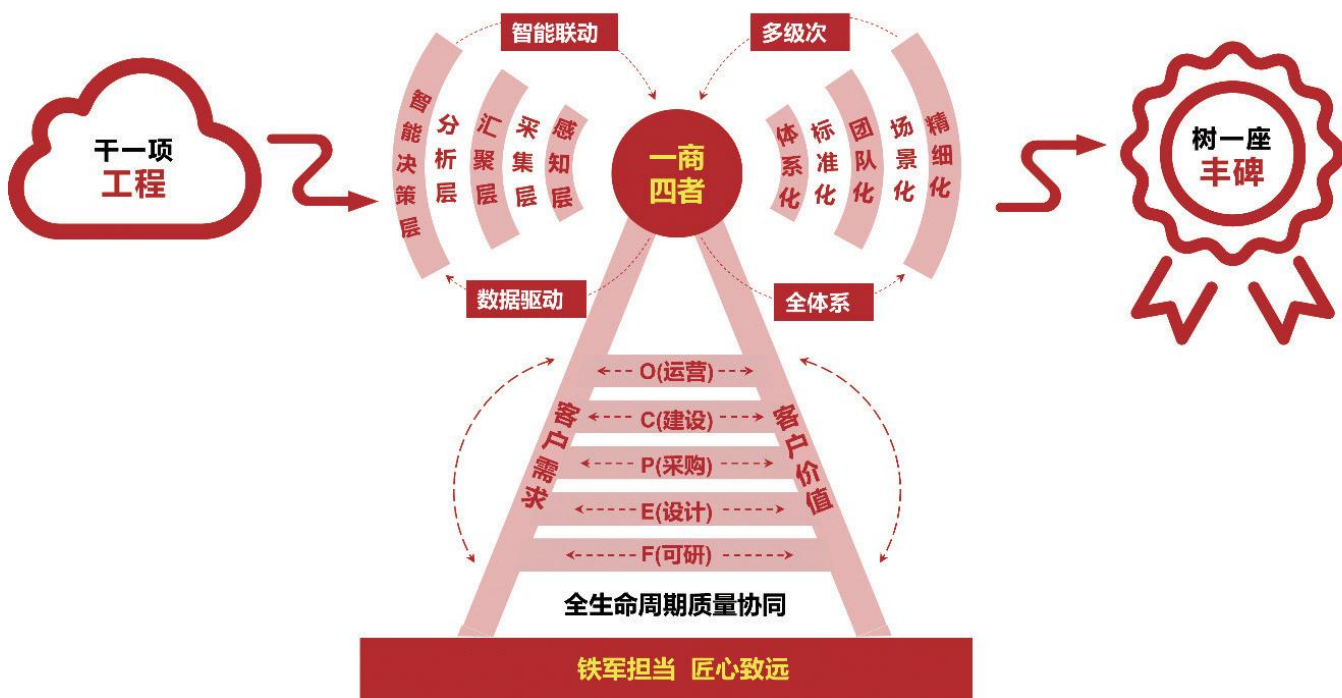 智能联动
多级次
干一项
工程
智能决策层
分析层
汇聚层
采集层
感知层
一商
四者
体系化
标准化
团队化
场景化
精细化
树一座
丰碑
数据驱动
全体系
O(运营)
C(建设)
P(采购)
E(设计)
F(可研)
客户需求
客户价值
全生命周期质量协同
铁军担当 匠心致远